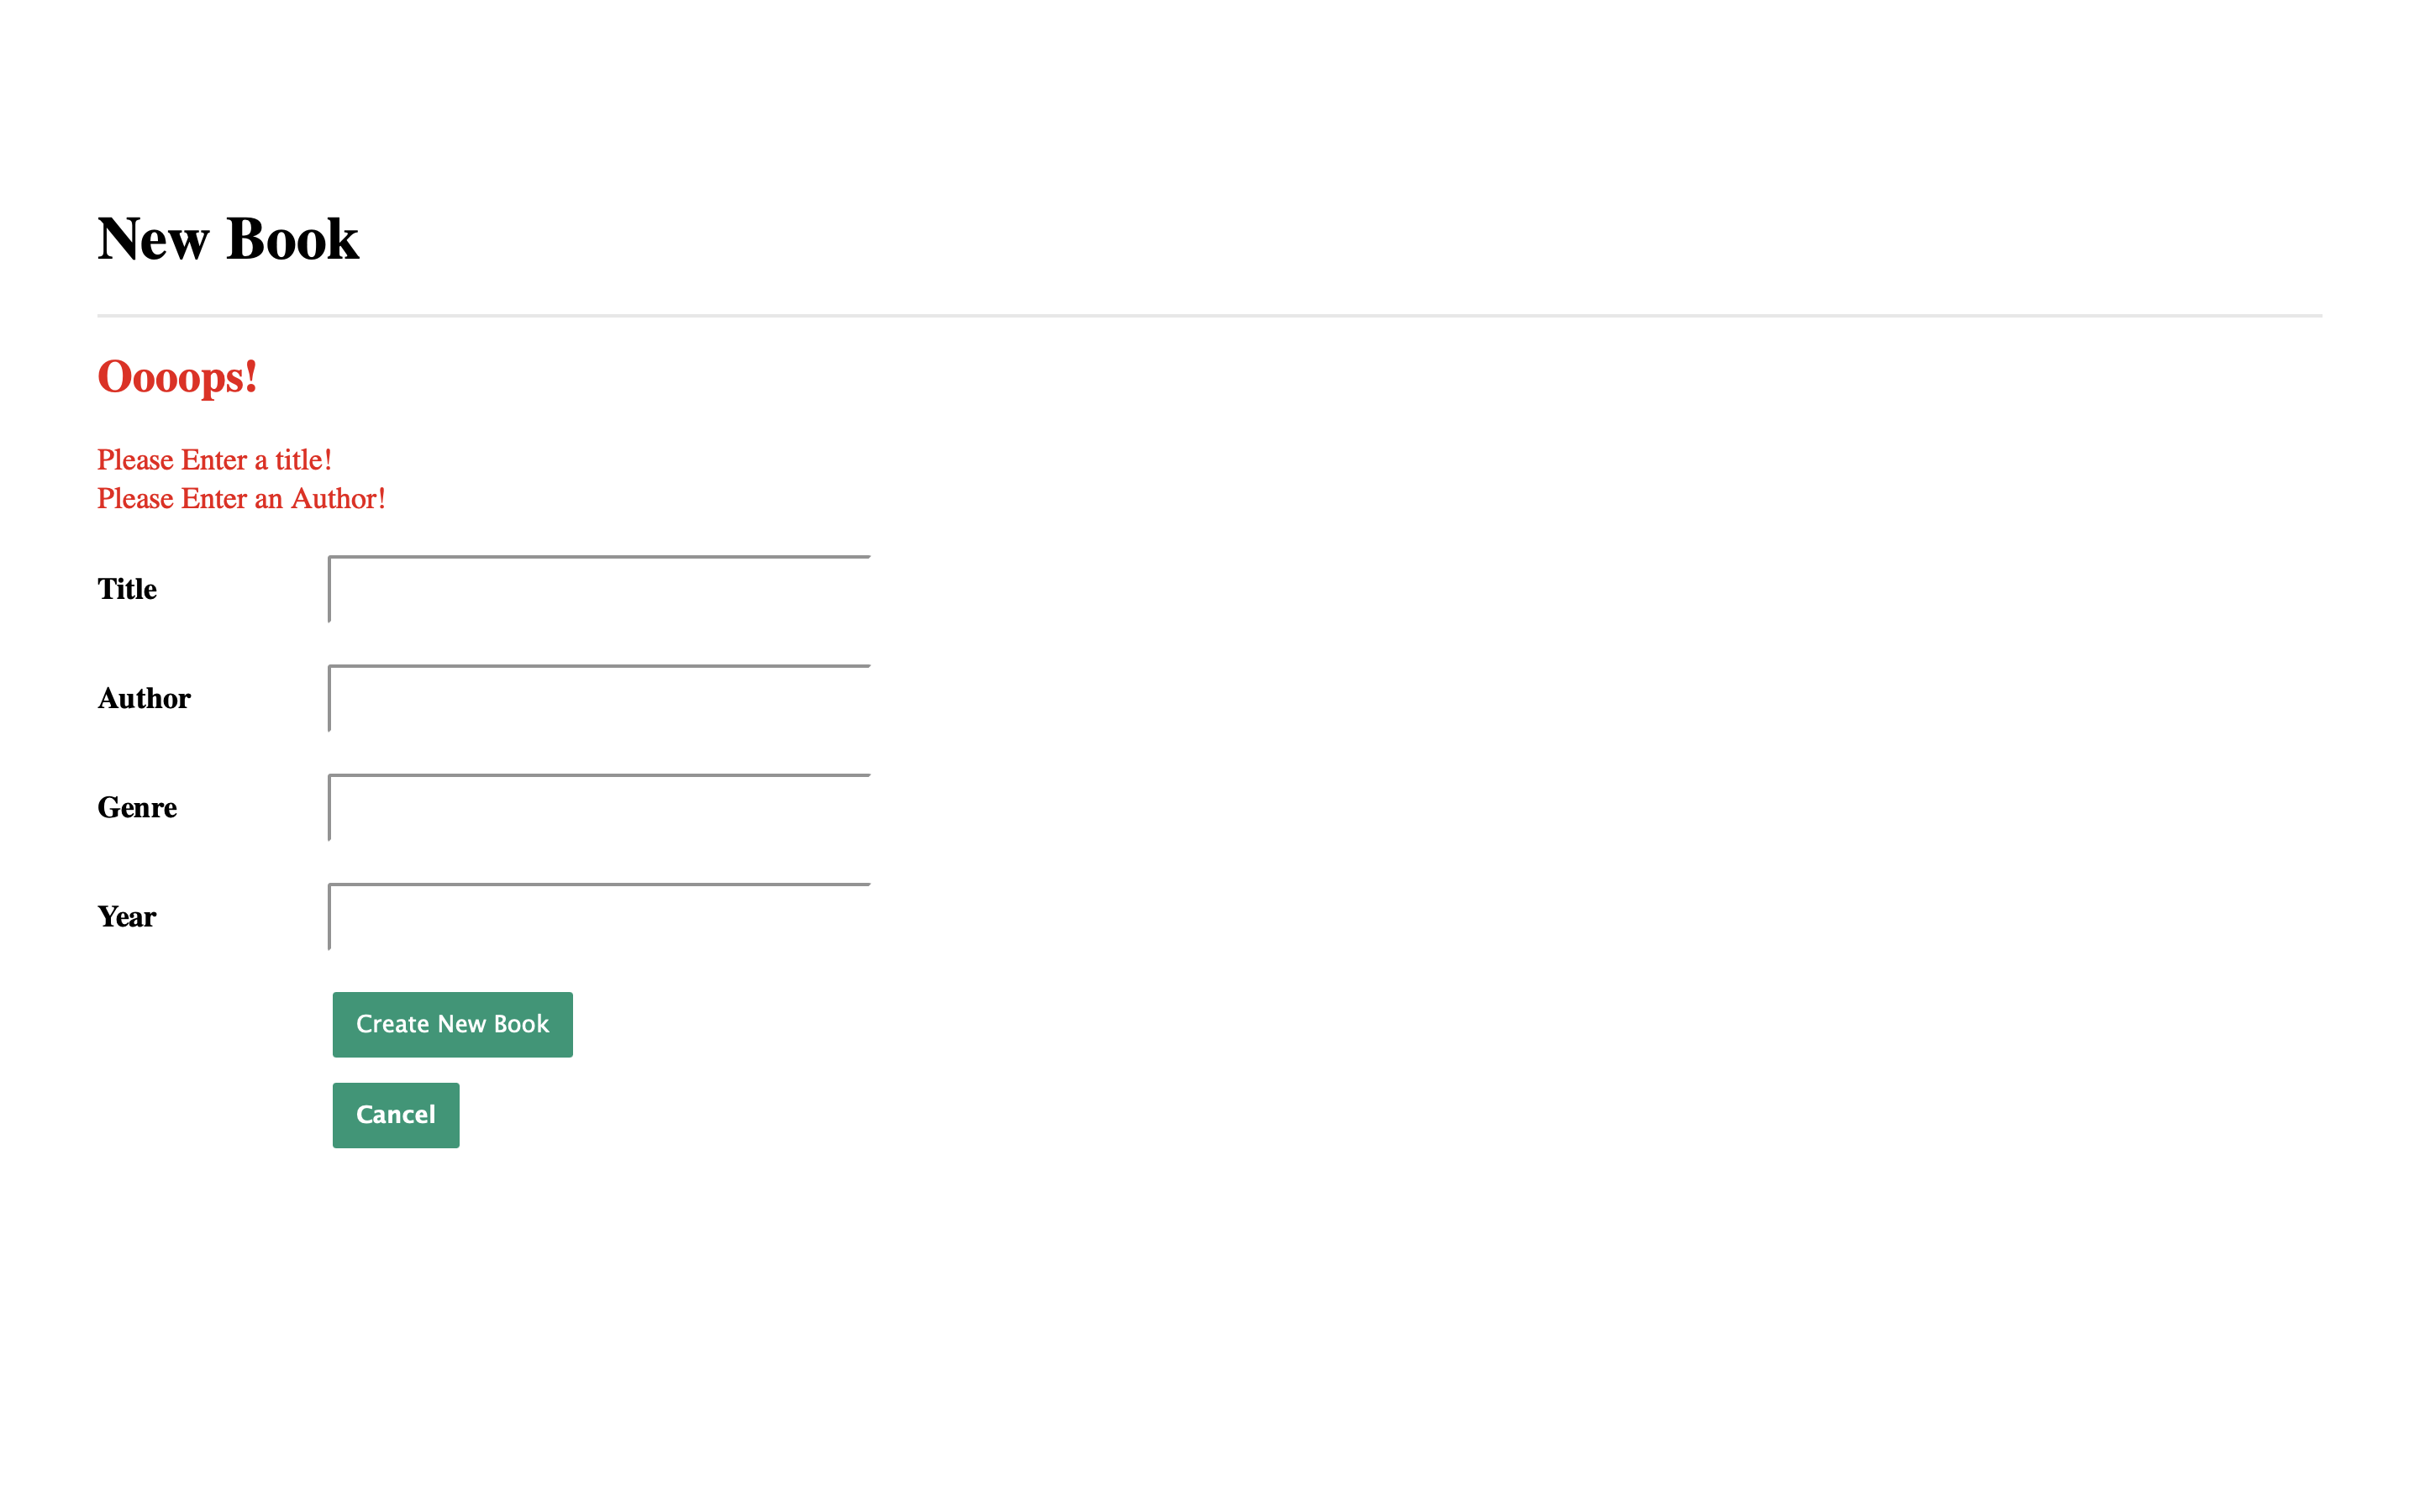 New Book
Oooops!
Please Enter a title!
Please Enter an Author!
Title
Author
Genre
Year
Create New Book
Cancel